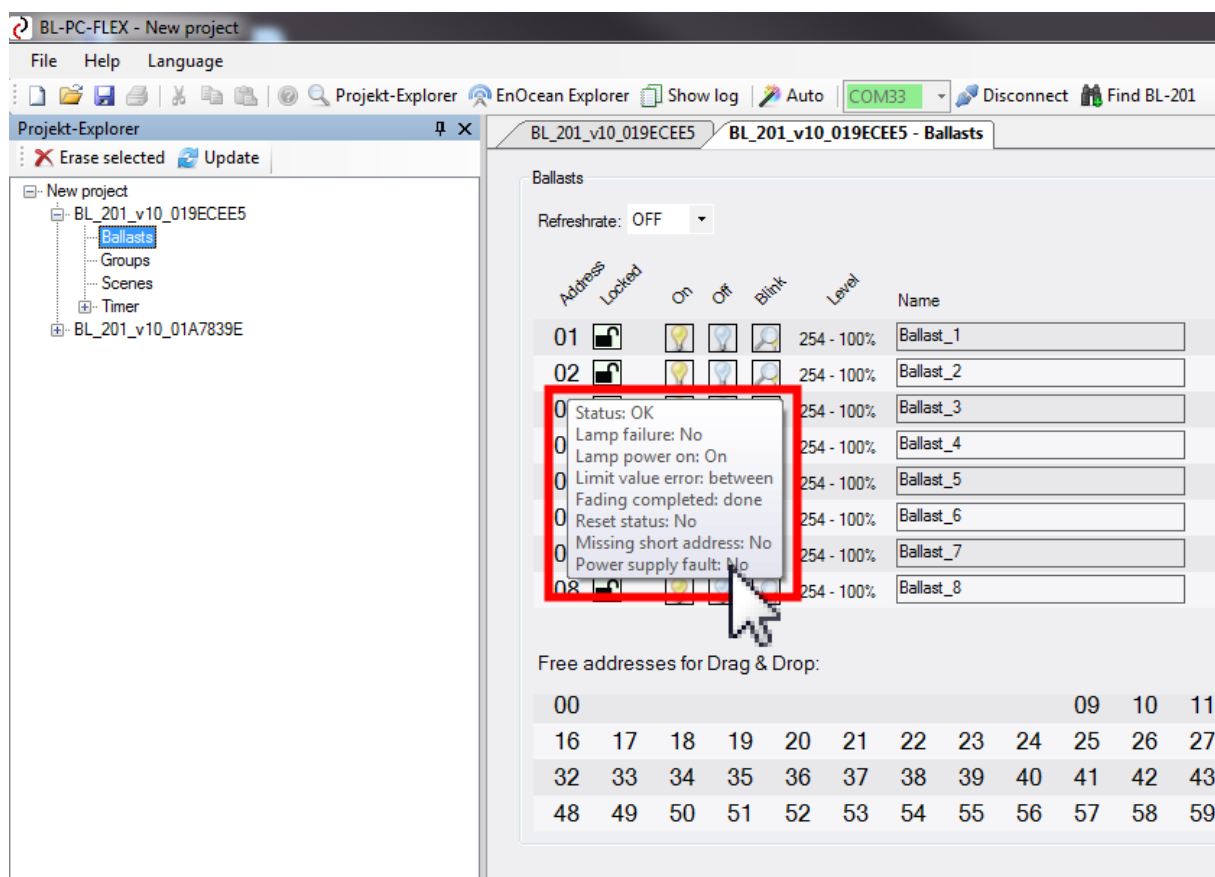 BL-PC-FLEX - New project
File Help Language
Projekt-Explorer EnOcean Explorer Show log Auto COM33 Disconnect Find BL-201
Projekt-Explorer
Erase selected Update
New project
BL_201_v10_019ECEE5
Ballasts
Groups
Scenes
Timer
BL_201_v10_01A7839E
BL_201_v10_019ECEE5 BL_201_v10_019ECEE5 - Ballasts
Ballasts
Refreshrate: OFF
Address Locked On Off Blink Level Name
01 254 - 100% Ballast_1
02 254 - 100% Ballast_2
0 254 - 100% Ballast_3
0 254 - 100% Ballast_4
0 254 - 100% Ballast_5
0 254 - 100% Ballast_6
0 254 - 100% Ballast_7
08 254 - 100% Ballast_8
Status: OK
Lamp failure: No
Lamp power on: On
Limit value error: between
Fading completed: done
Reset status: No
Missing short address: No
Power supply fault: No
Free addresses for Drag & Drop:
00 09 10 11
16 17 18 19 20 21 22 23 24 25 26 27
32 33 34 35 36 37 38 39 40 41 42 43
48 49 50 51 52 53 54 55 56 57 58 59